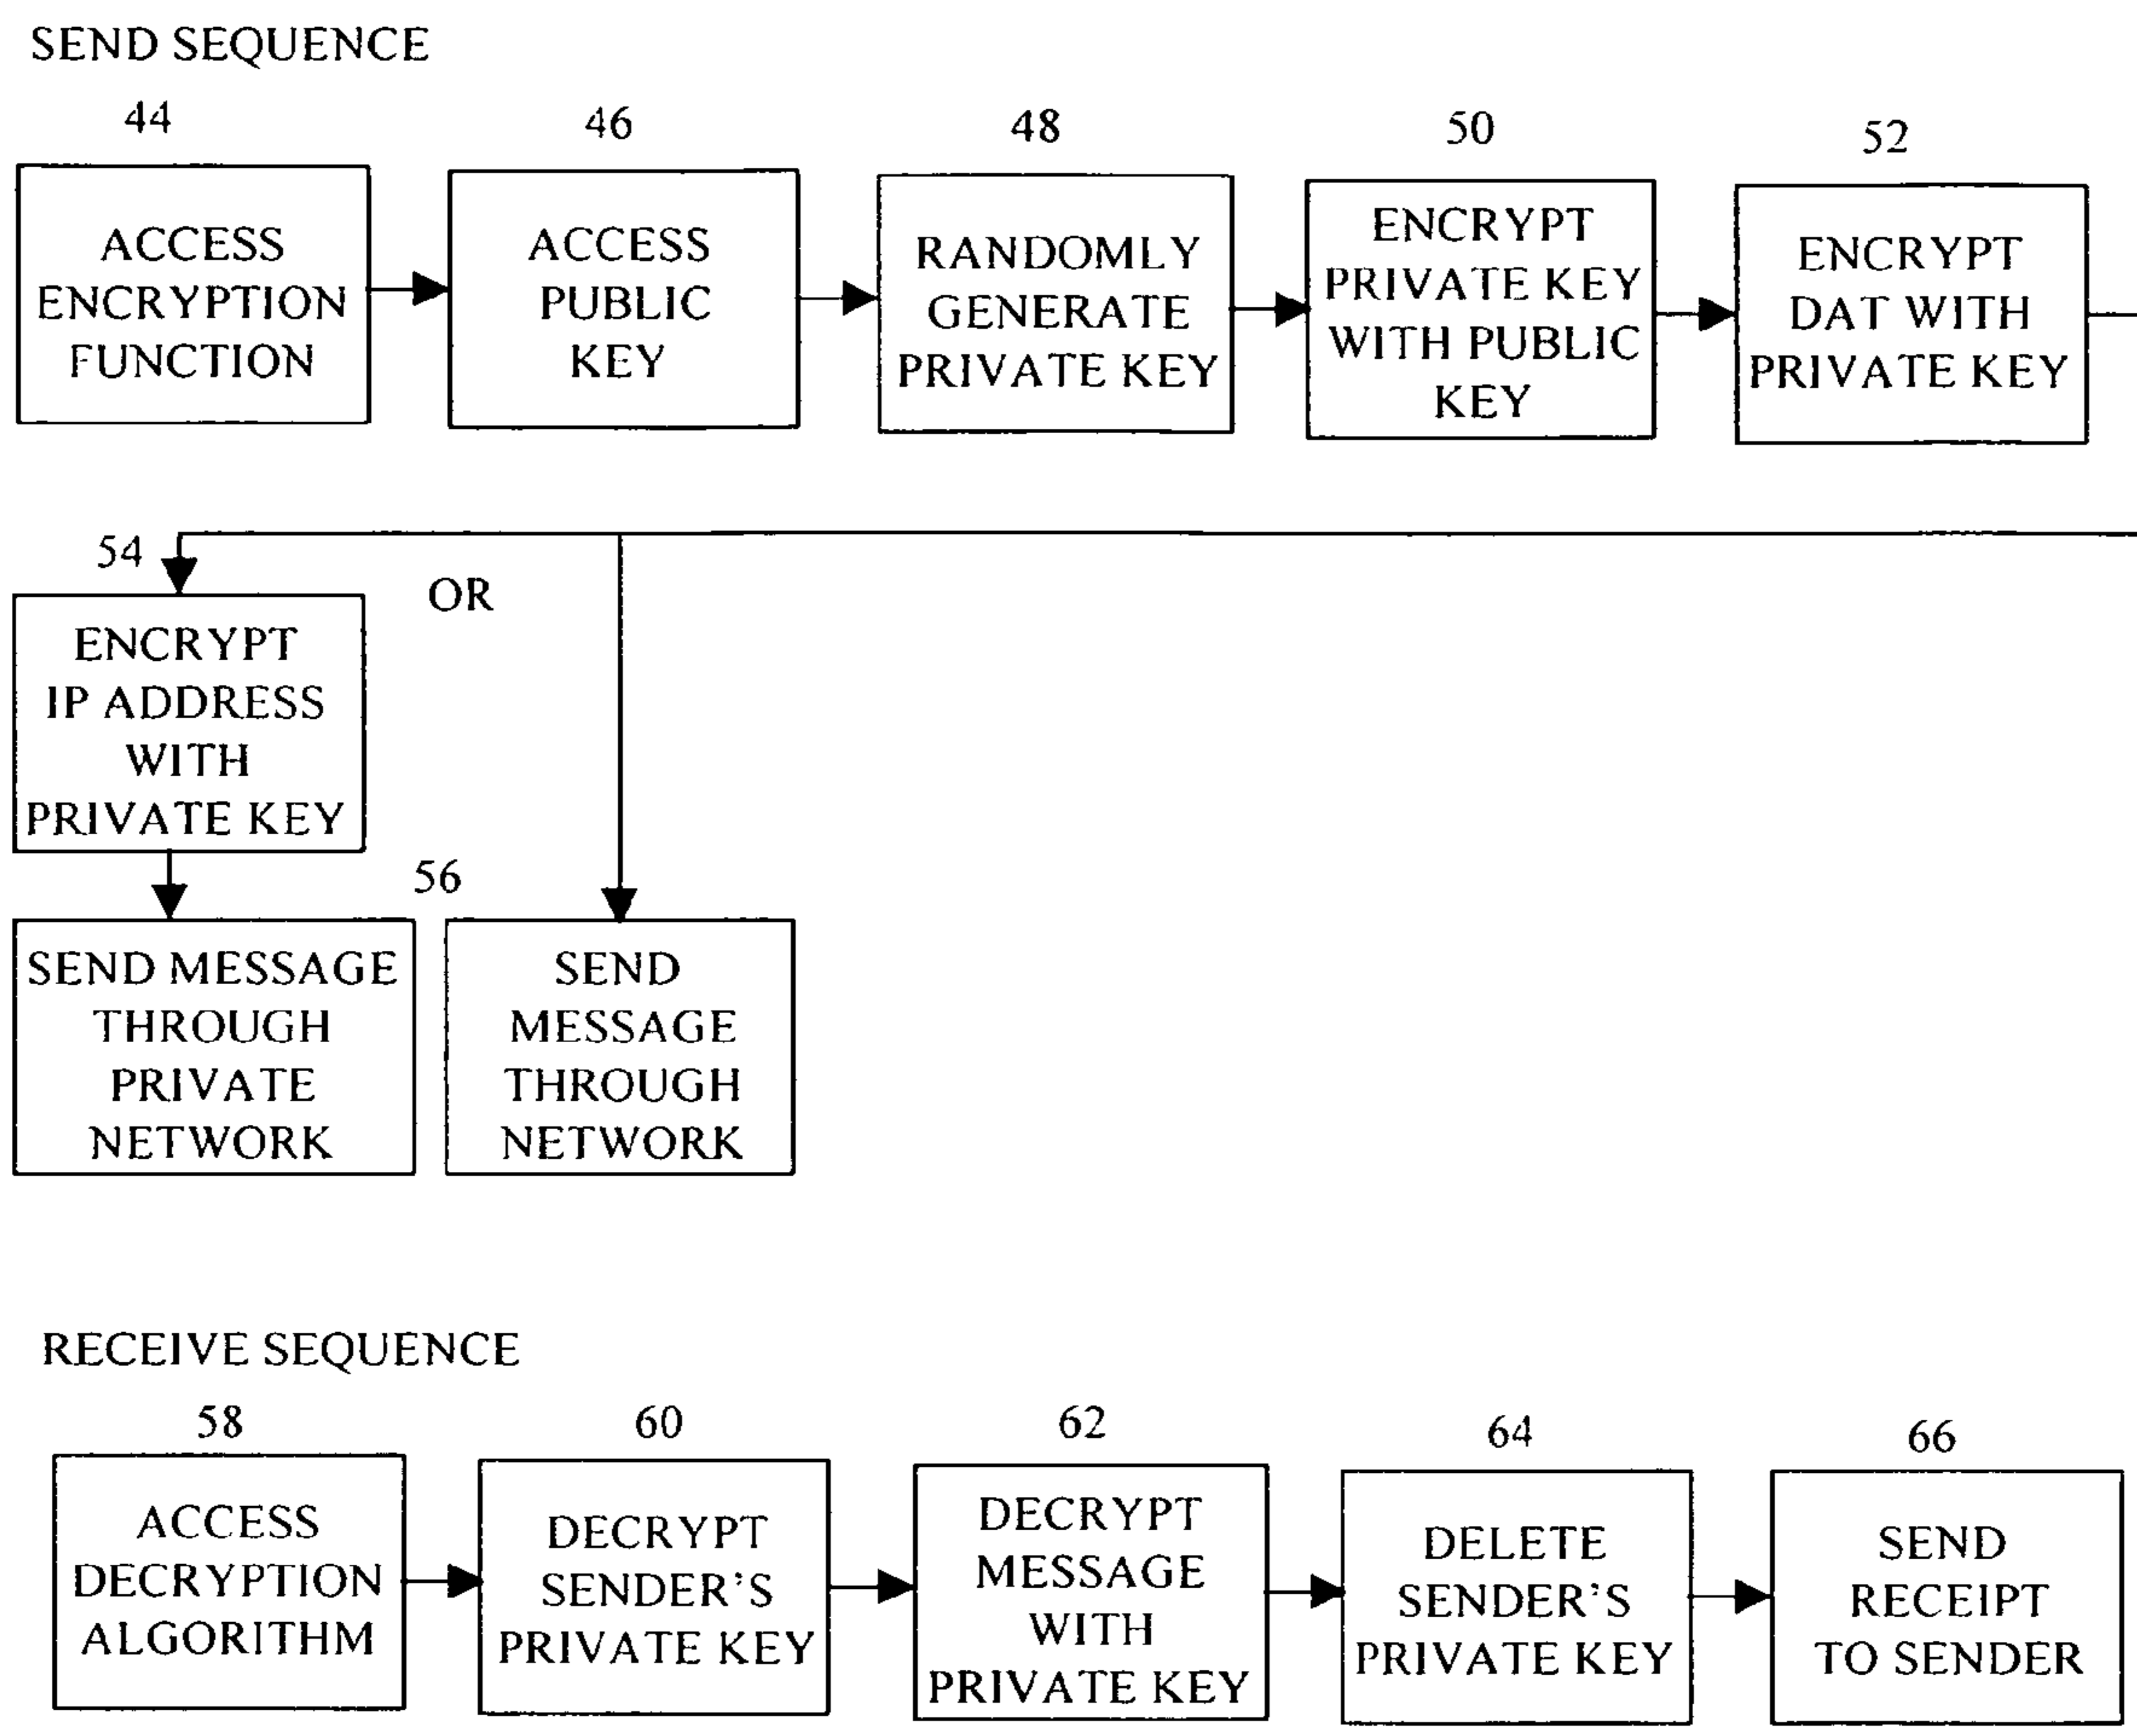 SEND SEQUENCE
44
ACCESS
ENCRYPTION
FUNCTION
46
ACCESS
PUBLIC
KEY
48
RANDOMLY
GENERATE
PRIVATE KEY
50
ENCRYPT
PRIVATE KEY
WITH PUBLIC
KEY
52
ENCRYPT
DAT WITH
PRIVATE KEY
54
ENCRYPT
IP ADDRESS
WITH
PRIVATE KEY
OR
SEND MESSAGE
THROUGH
PRIVATE
NETWORK
56
SEND
MESSAGE
THROUGH
NETWORK
RECEIVE SEQUENCE
58
ACCESS
DECRYPTION
ALGORITHM
60
DECRYPT
SENDER'S
PRIVATE KEY
62
DECRYPT
MESSAGE
WITH
PRIVATE KEY
64
DELETE
SENDER'S
PRIVATE KEY
66
SEND
RECEIPT
TO SENDER